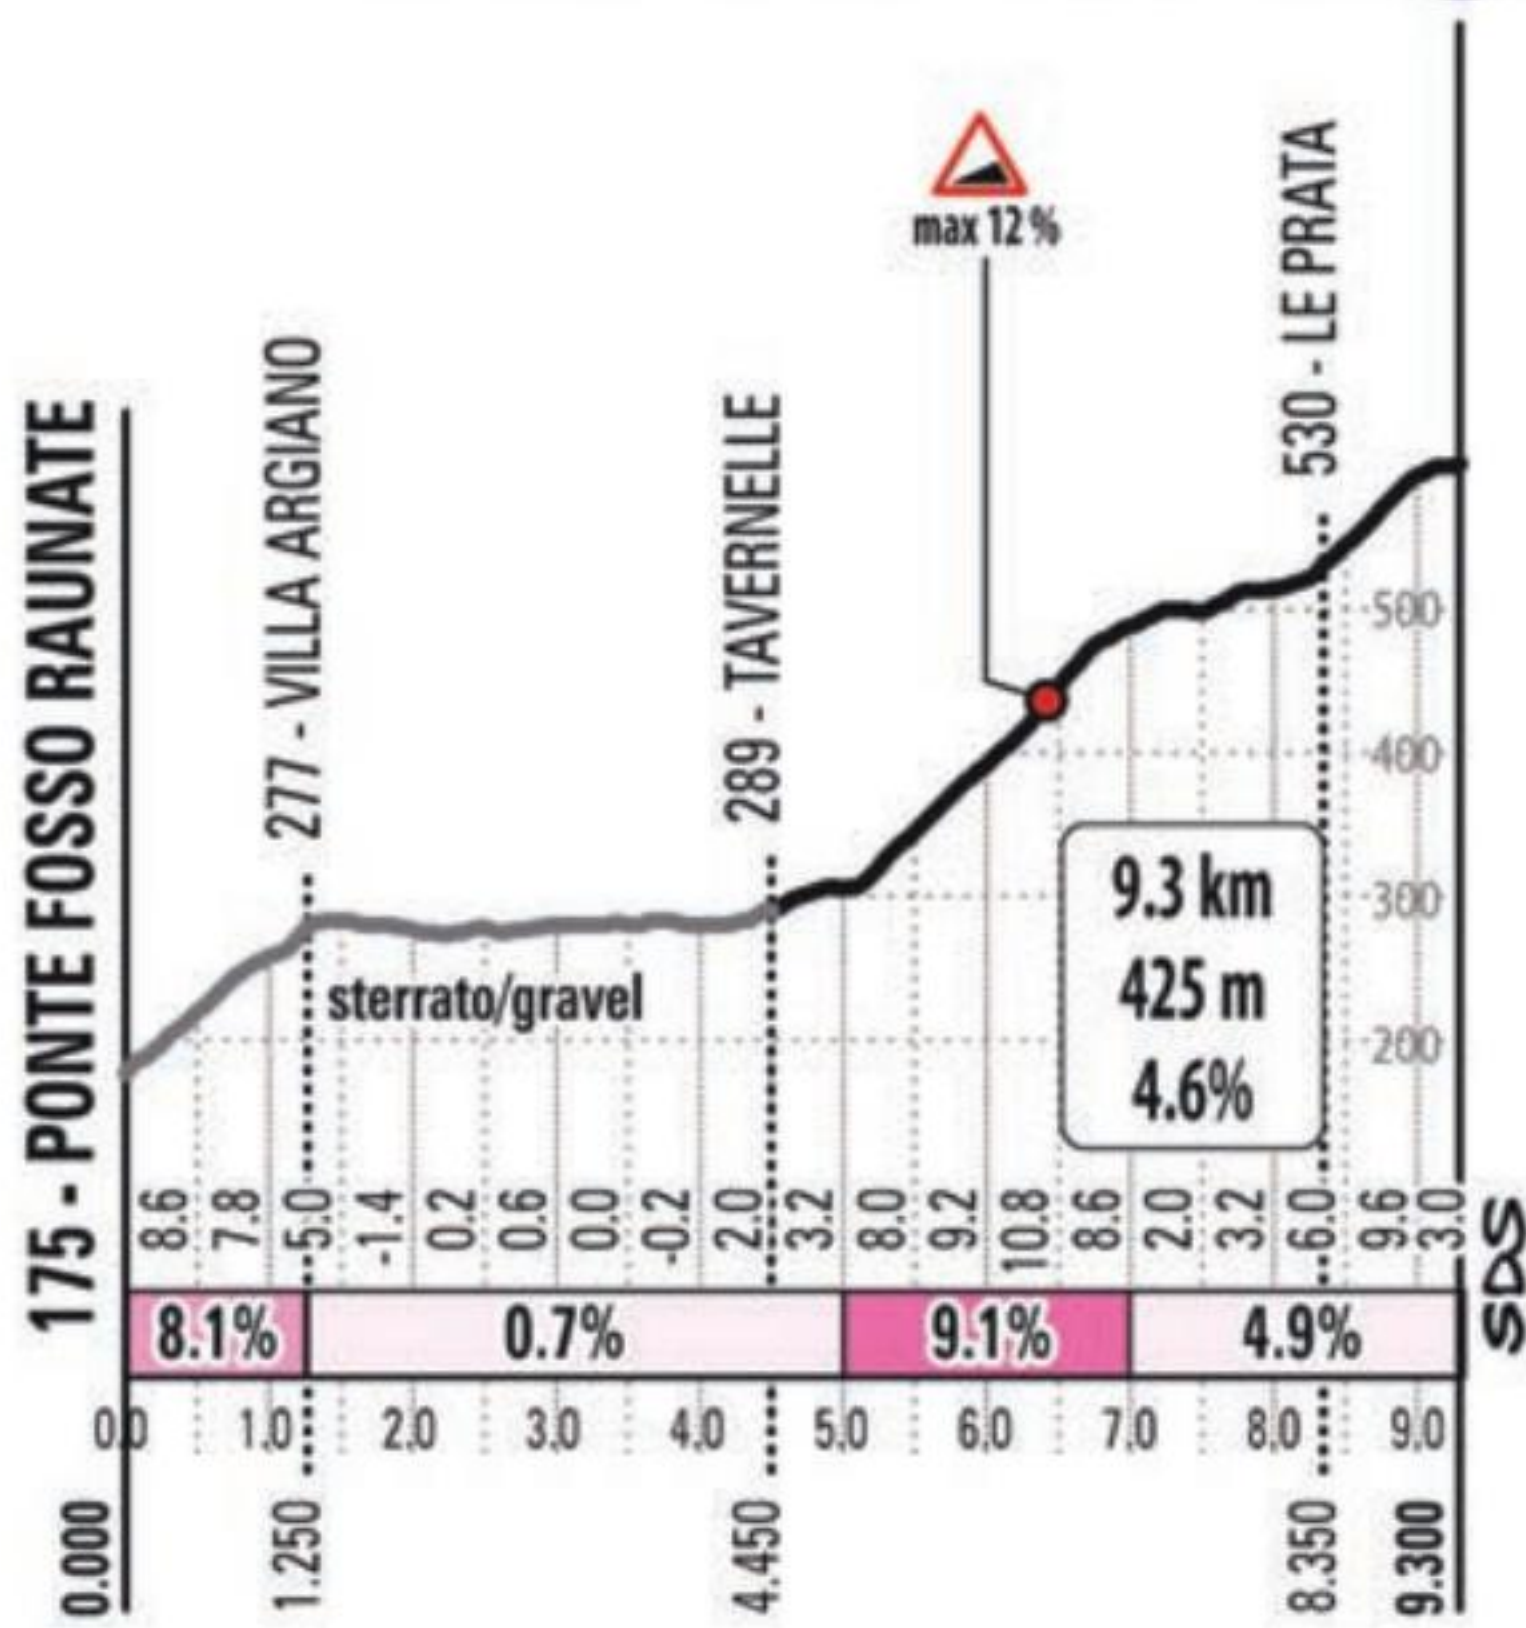 max 12 %
175 - PONTE FOSSO RAUNATE
277 - VILLA ARGIANO
289 - TAVERNELLE
530 - LE PRATA
500
400
300
200
sterrato/gravel
9.3 km
425 m
4.6%
8.6 7.8 5.0 -1.4 0.2 0.6 0.0 -0.2 2.0 3.2 8.0 9.2 10.8 8.6 2.0 3.2 6.0 9.6 3.0
8.1% 0.7% 9.1% 4.9%
0.0 1.0 2.0 3.0 4.0 5.0 6.0 7.0 8.0 9.0
0.000 1.250 4.450 8.350 9.300
SDS